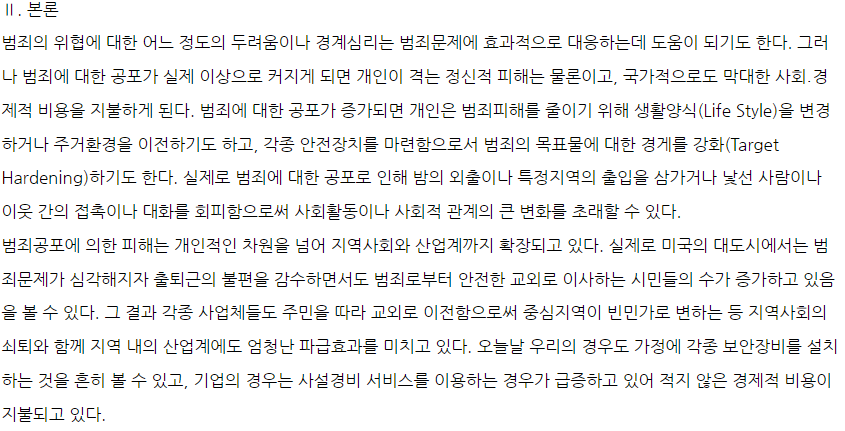 Ⅱ. 본론
범죄의 위협에 대한 어느 정도의 두려움이나 경계심리는 범죄문제에 효과적으로 대응하는데 도움이 되기도 한다. 그러
나 범죄에 대한 공포가 실제 이상으로 커지게 되면 개인이 겪는 정신적 피해는 물론이고, 국가적으로도 막대한 사회.경
제적 비용을 지불하게 된다. 범죄에 대한 공포가 증가되면 개인은 범죄피해를 줄이기 위해 생활양식(Life Style)을 변경
하거나 주거환경을 이전하기도 하고, 각종 안전장치를 마련함으로서 범죄의 목표물에 대한 경게를 강화(Target
Hardening)하기도 한다. 실제로 범죄에 대한 공포로 인해 밤의 외출이나 특정지역의 출입을 삼가거나 낯선 사람이나
이웃 간의 접촉이나 대화를 회피함으로써 사회활동이나 사회적 관계의 큰 변화를 초래할 수 있다.
범죄공포에 의한 피해는 개인적인 차원을 넘어 지역사회와 산업계까지 확장되고 있다. 실제로 미국의 대도시에서는 범
죄문제가 심각해지자 출퇴근의 불편을 감수하면서도 범죄로부터 안전한 교외로 이사하는 시민들의 수가 증가하고 있음
을 볼 수 있다. 그 결과 각종 사업체들도 주민을 따라 교외로 이전함으로써 중심지역이 빈민가로 변하는 등 지역사회의
쇠퇴와 함께 지역 내의 산업계에도 엄청난 파급효과를 미치고 있다. 오늘날 우리의 경우도 가정에 각종 보안장비를 설치
하는 것을 흔히 볼 수 있고, 기업의 경우는 사설경비 서비스를 이용하는 경우가 급증하고 있어 적지 않은 경제적 비용이
지불되고 있다.